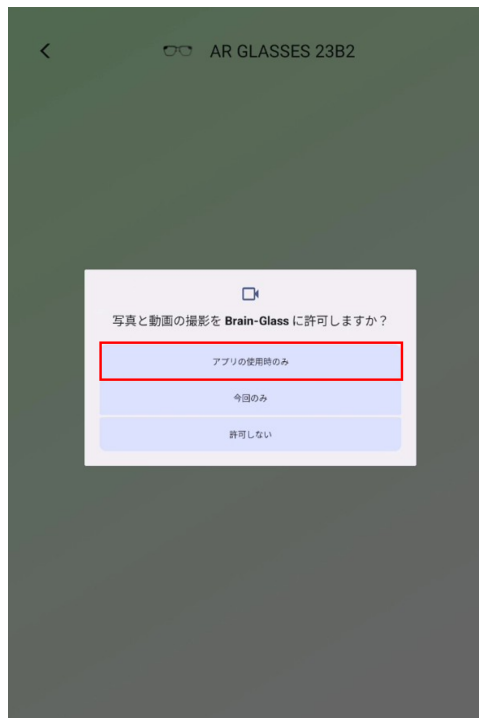 AR GLASSES 23B2
写真と動画の撮影を Brain-Glass に許可しますか？
アプリの使用時のみ
今回のみ
許可しない